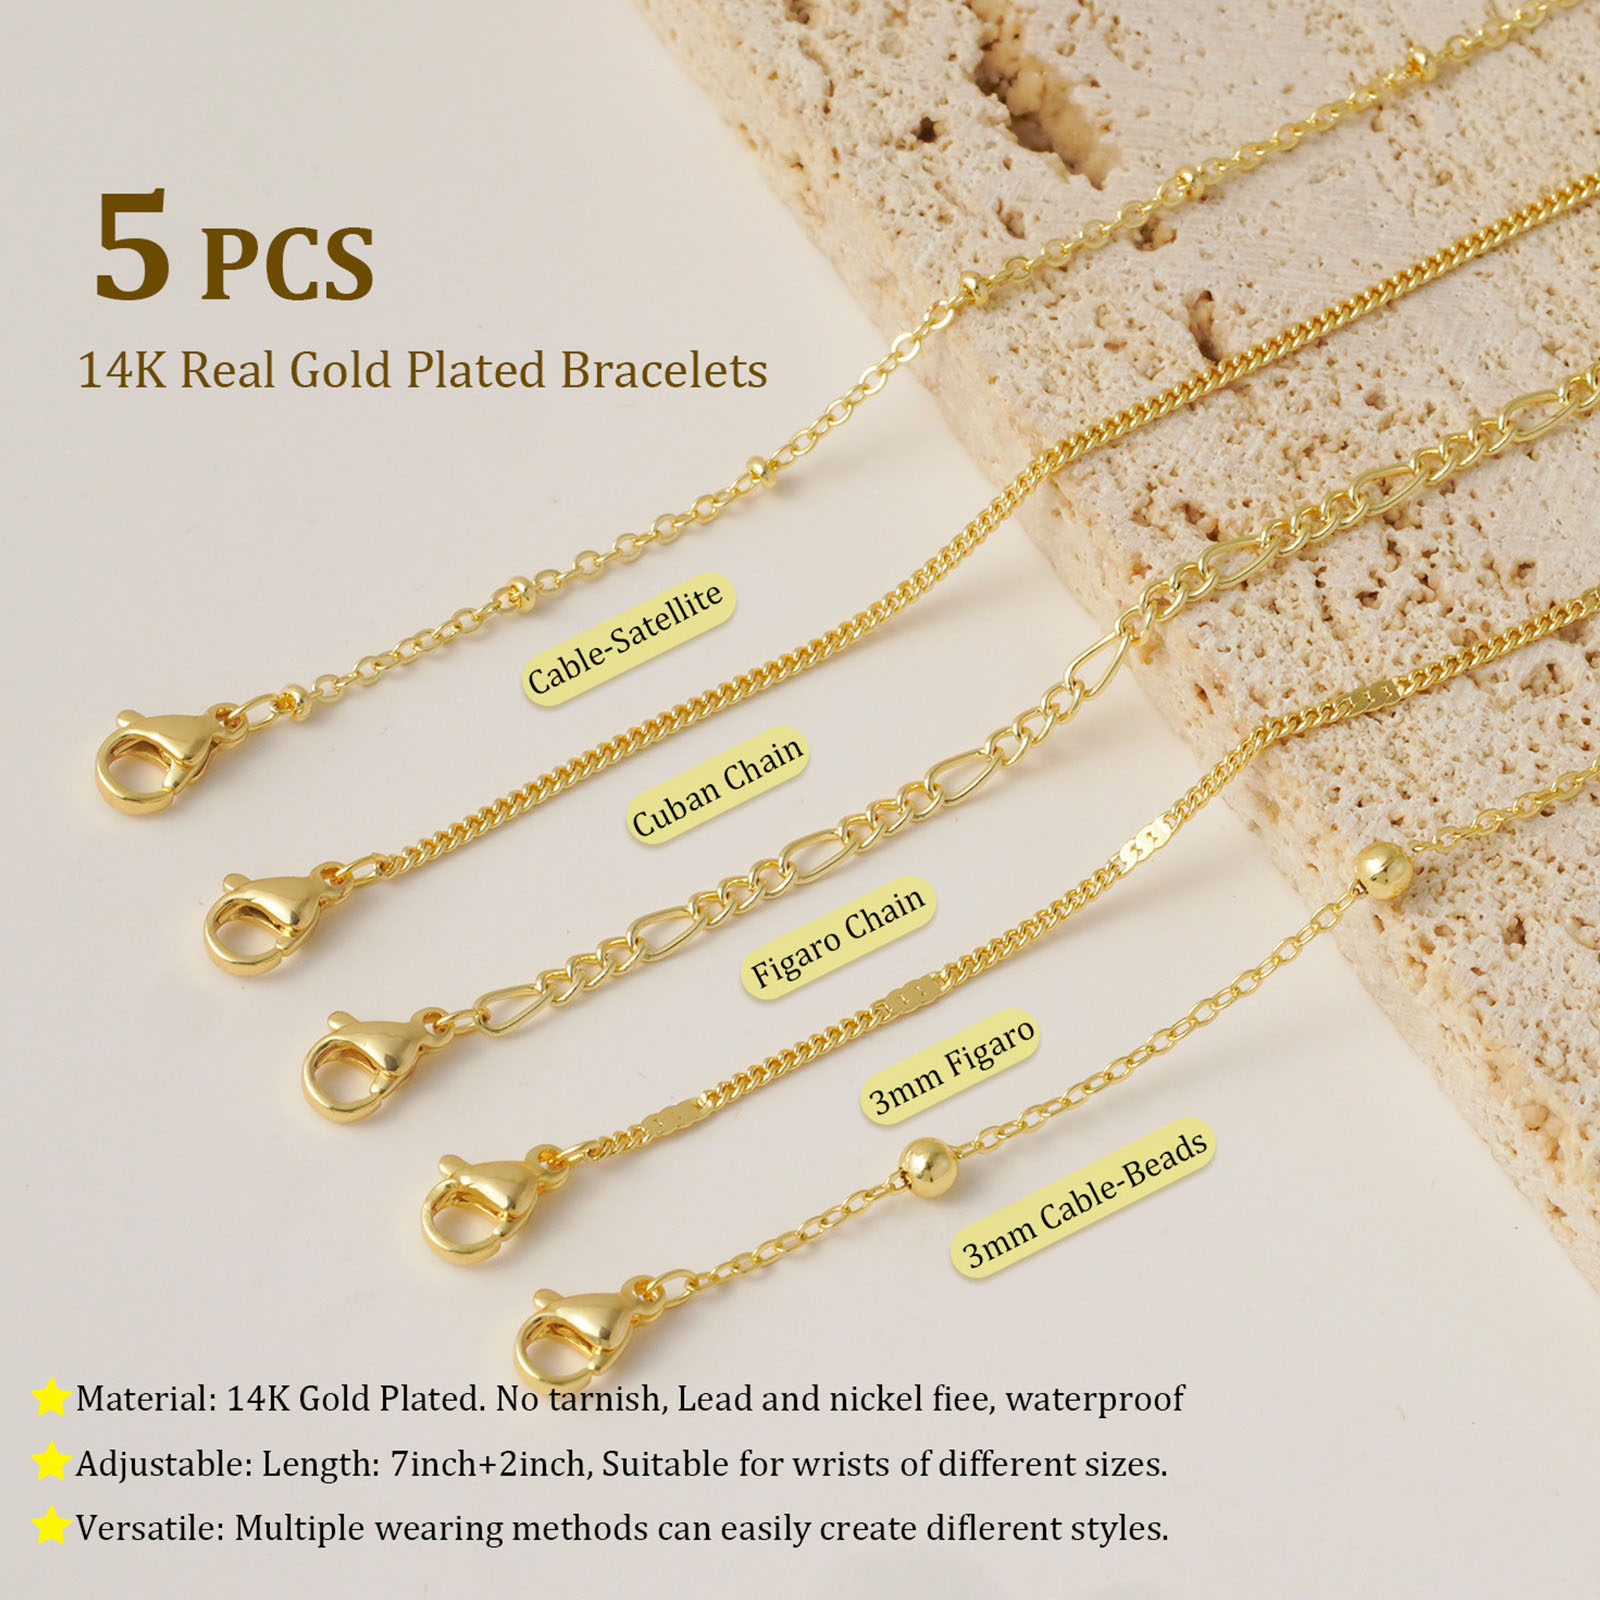 5 PCS
14K Real Gold Plated Bracelets
Cable-Satellite
Cuban Chain
Figaro Chain
3mm Figaro
3mm Cable-Beads
Material: 14K Gold Plated. No tarnish, Lead and nickel fiee, waterproof
Adjustable: Length: 7inch+2inch, Suitable for wrists of different sizes.
Versatile: Multiple wearing methods can easily create diflerent styles.